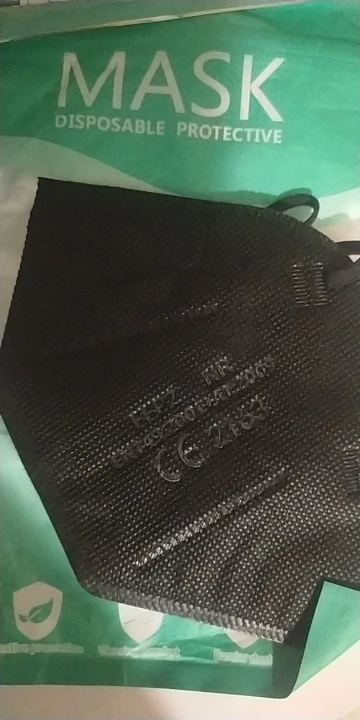 MASK
DISPOSABLE PROTECTIVE
FFP2 NR
EN149:2001+A1:2009
CE 2163